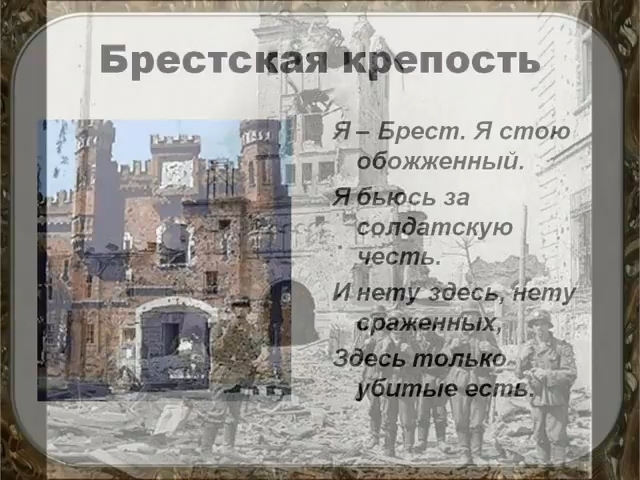 Брестская крепость
Я – Брест. Я стою
обожженный.
Я бьюсь за
солдатскую
честь.
И нету здесь, нету
сраженных,
Здесь только
убитые есть.